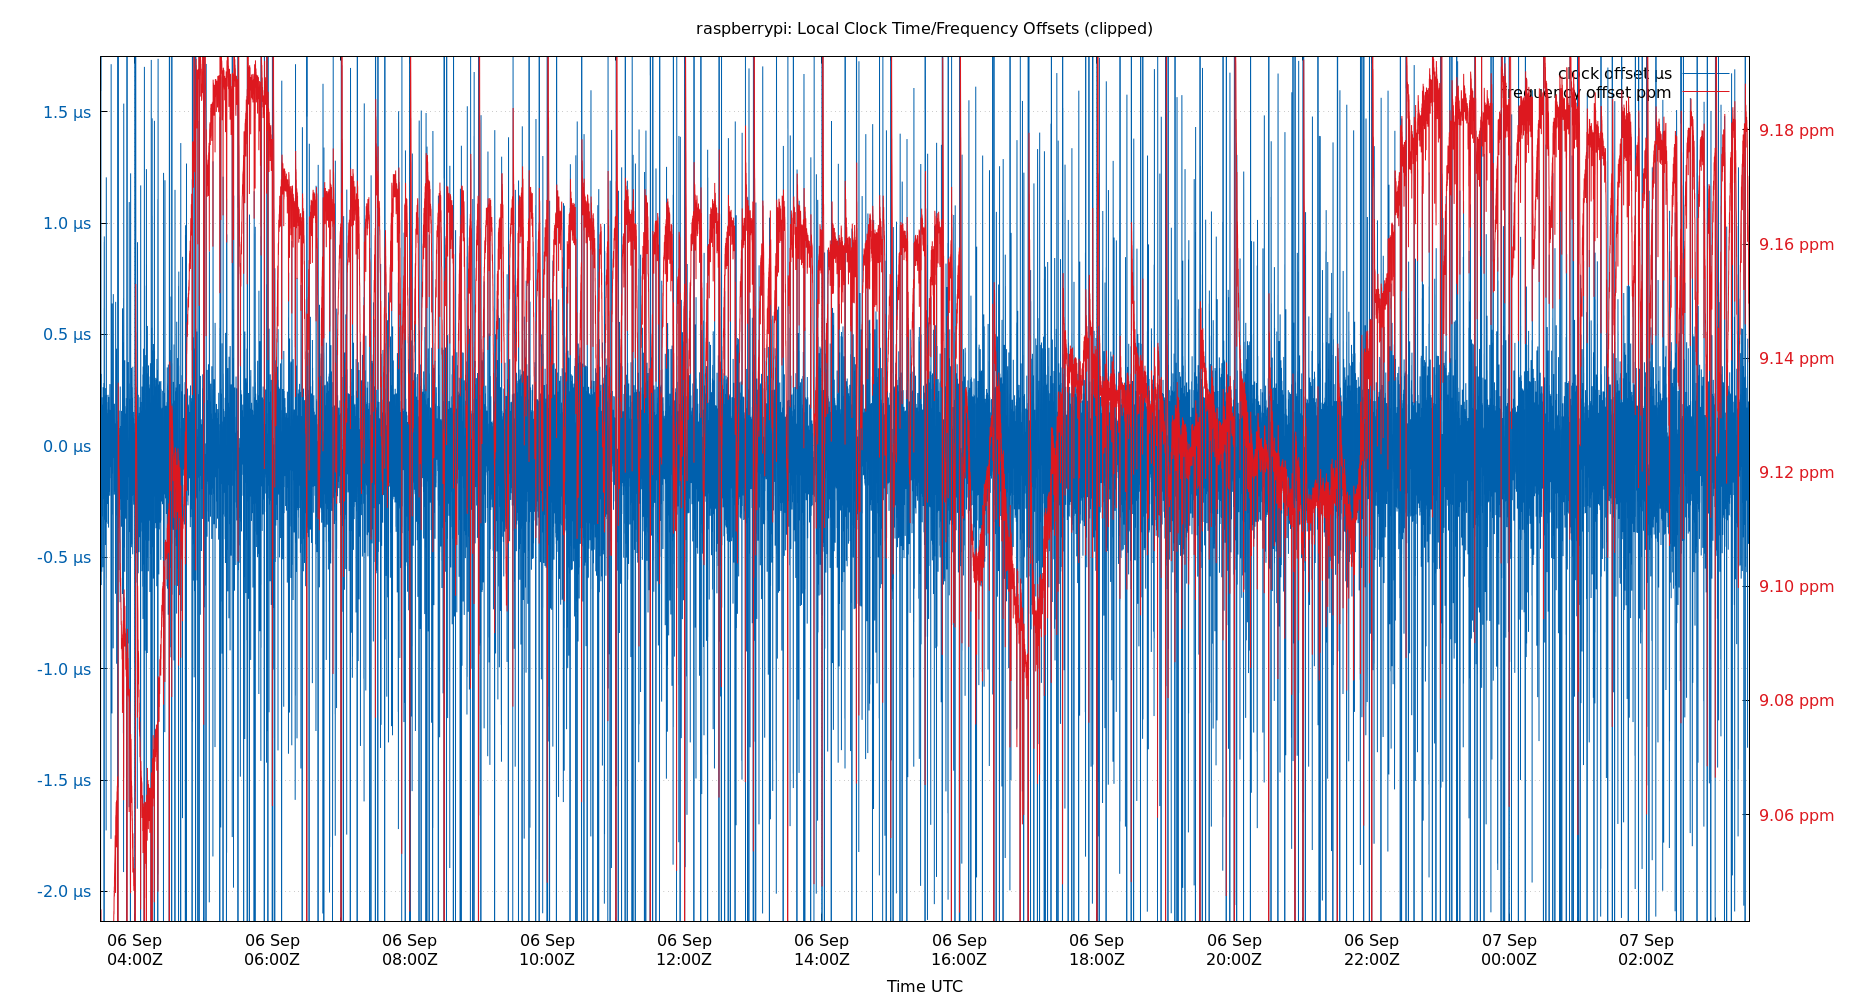 raspberrypi: Local Clock Time/Frequency Offsets (clipped)
clock offset µs
frequency offset ppm
1.5 µs
1.0 µs
0.5 µs
0.0 µs
-0.5 µs
-1.0 µs
-1.5 µs
-2.0 µs
9.18 ppm
9.16 ppm
9.14 ppm
9.12 ppm
9.10 ppm
9.08 ppm
9.06 ppm
06 Sep 06 Sep 06 Sep 06 Sep 06 Sep 06 Sep 06 Sep 06 Sep 06 Sep 06 Sep 07 Sep 07 Sep
04:00Z 06:00Z 08:00Z 10:00Z 12:00Z 14:00Z 16:00Z 18:00Z 20:00Z 22:00Z 00:00Z 02:00Z
Time UTC